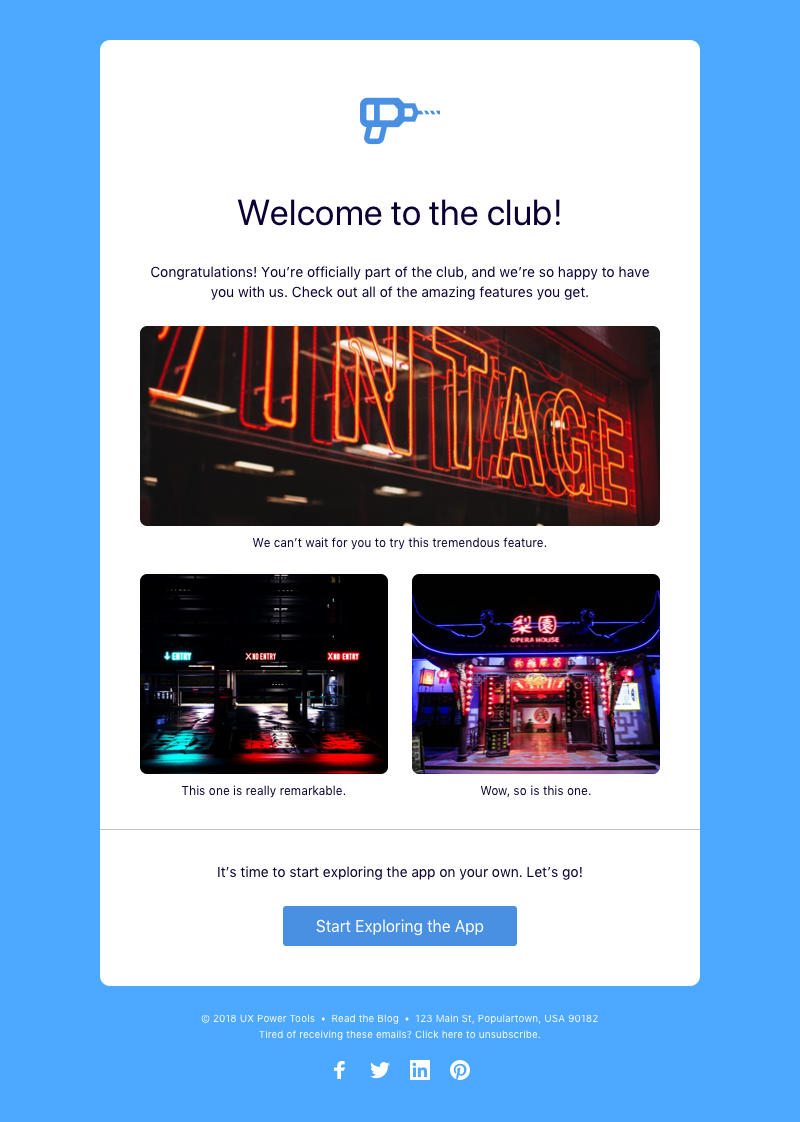 Welcome to the club!
Congratulations! You’re officially part of the club, and we’re so happy to have
you with us. Check out all of the amazing features you get.
INTAGE
We can’t wait for you to try this tremendous feature.
ENTRY
X NO ENTRY
X NO ENTRY
梨園
OPERA HOUSE
This one is really remarkable.
Wow, so is this one.
It’s time to start exploring the app on your own. Let’s go!
Start Exploring the App
© 2018 UX Power Tools • Read the Blog • 123 Main St, Populartown, USA 90182
Tired of receiving these emails? Click here to unsubscribe.